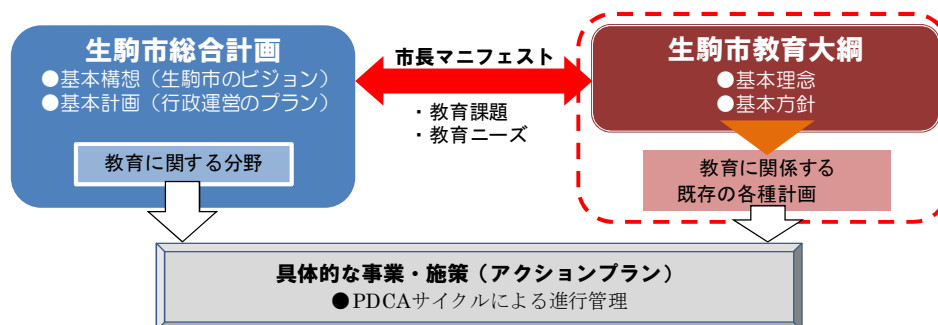 生駒市総合計画
●基本構想（生駒市のビジョン）
●基本計画（行政運営のプラン）
教育に関する分野
市長マニフェスト
・教育課題
・教育ニーズ
生駒市教育大綱
●基本理念
●基本方針
教育に関係する
既存の各種計画
具体的な事業・施策（アクションプラン）
●PDCAサイクルによる進行管理